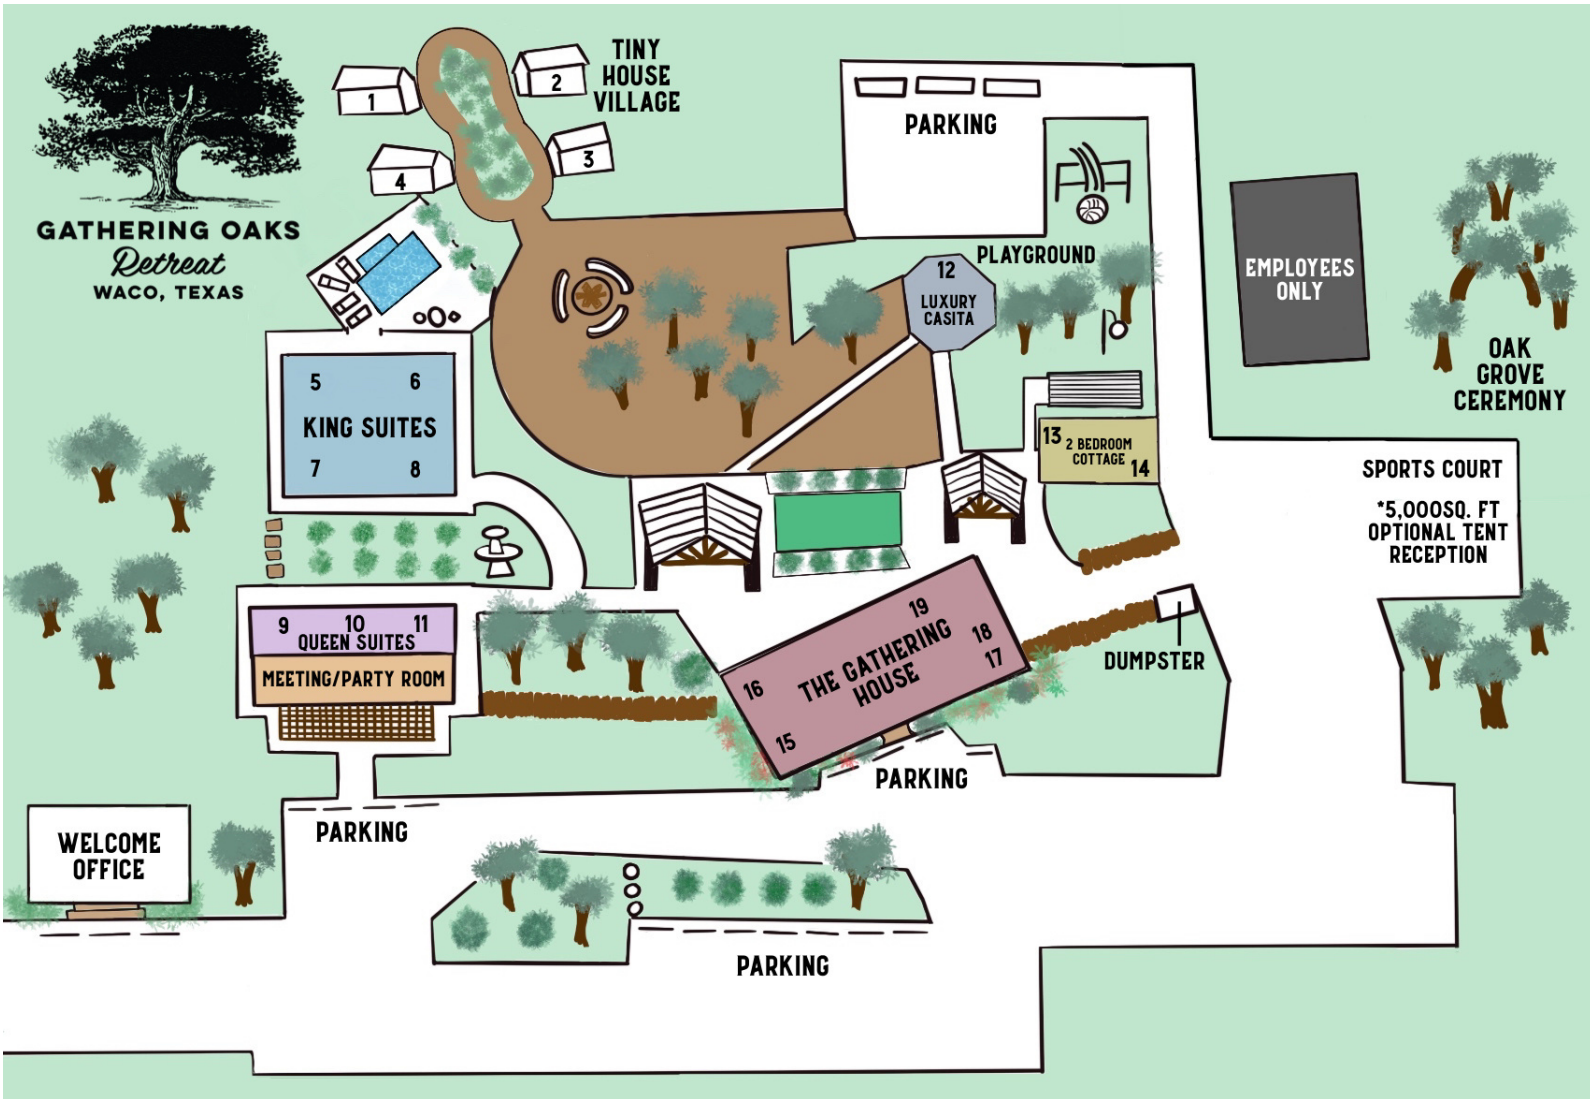 GATHERING OAKS
Retreat
WACO, TEXAS
TINY
HOUSE
VILLAGE
1
2
3
4
PARKING
PLAYGROUND
12
LUXURY
CASITA
EMPLOYEES
ONLY
OAK
GROVE
CEREMONY
5
6
KING SUITES
7
8
13
2 BEDROOM
COTTAGE
14
SPORTS COURT
*5,000SQ. FT
OPTIONAL TENT
RECEPTION
9
10
11
QUEEN SUITES
MEETING/PARTY ROOM
19
18
17
THE GATHERING
HOUSE
16
15
DUMPSTER
PARKING
PARKING
WELCOME
OFFICE
PARKING